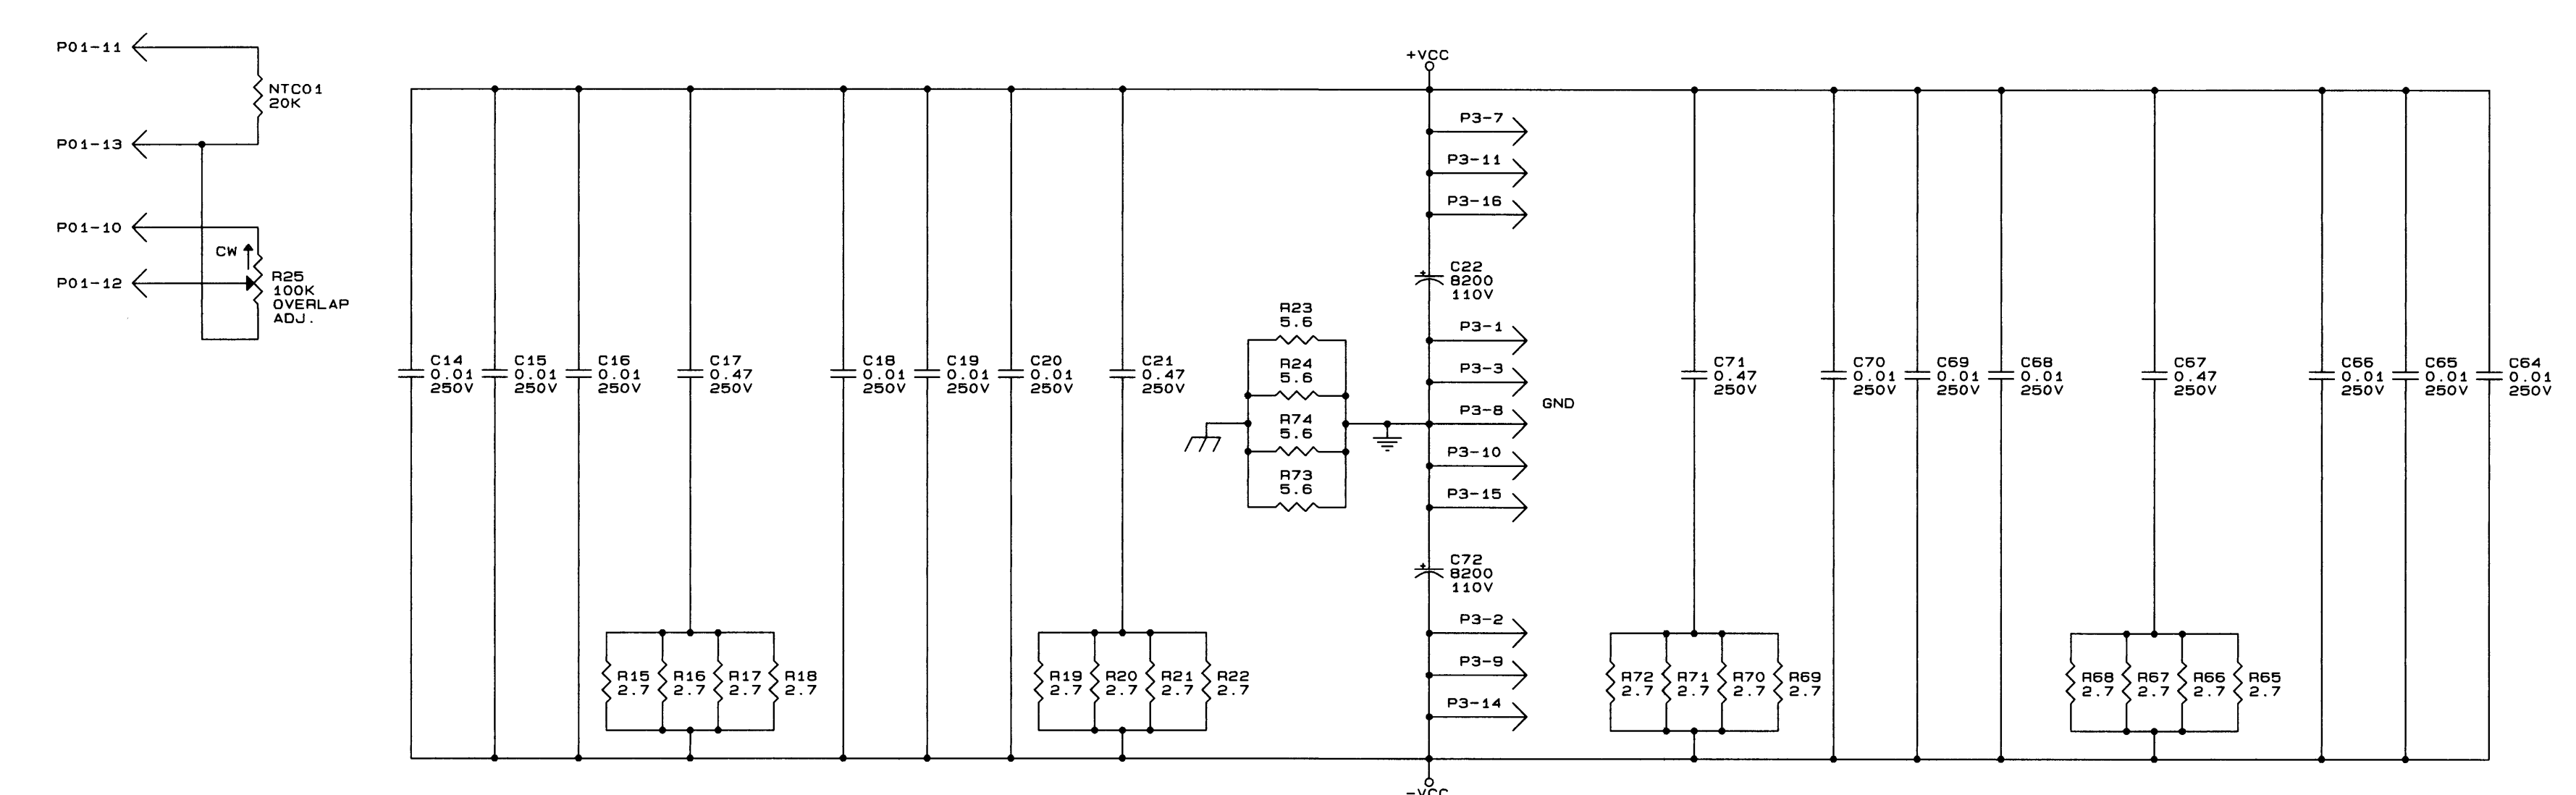 P01-11
NTC01
20K
P01-13
P01-10
CW
P01-12
R25
100K
OVERLAP
ADJ.
C14
0.01
250V
C15
0.01
250V
C16
0.01
250V
C17
0.47
250V
C18
0.01
250V
C19
0.01
250V
C20
0.01
250V
C21
0.47
250V
R15
2.7
R16
2.7
R17
2.7
R18
2.7
R19
2.7
R20
2.7
R21
2.7
R22
2.7
R23
5.6
R24
5.6
R74
5.6
R73
5.6
+VCC
P3-7
P3-11
P3-16
+
C22
8200
110V
P3-1
P3-3
GND
P3-8
P3-10
P3-15
+
C72
8200
110V
P3-2
P3-9
P3-14
-VCC
C71
0.47
250V
C70
0.01
250V
C69
0.01
250V
C68
0.01
250V
C67
0.47
250V
C66
0.01
250V
C65
0.01
250V
C64
0.01
250V
R72
2.7
R71
2.7
R70
2.7
R69
2.7
R68
2.7
R67
2.7
R66
2.7
R65
2.7